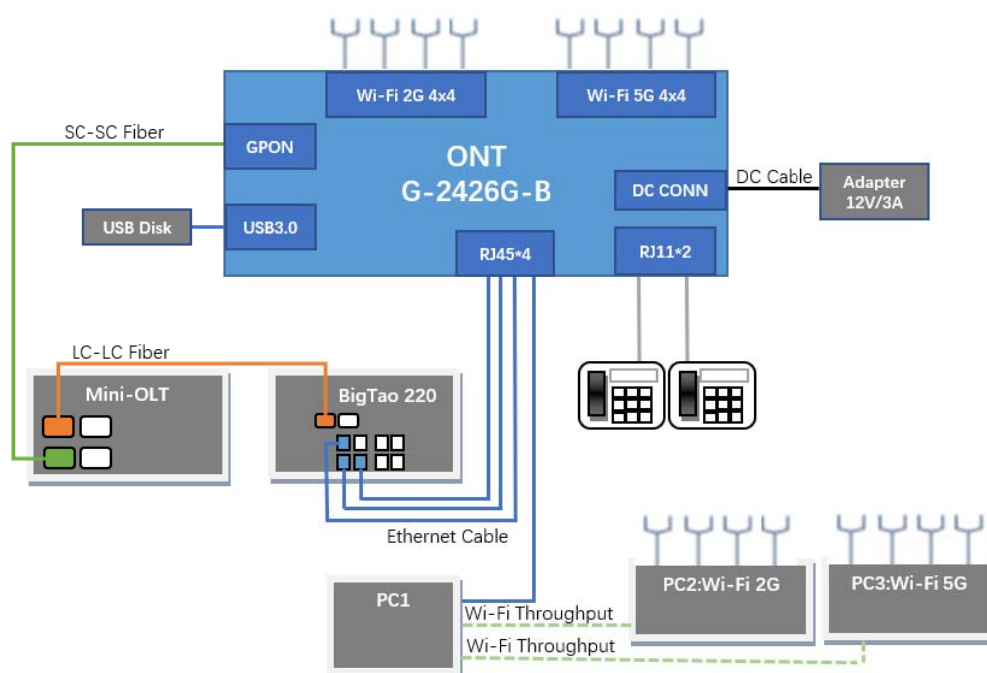 Wi-Fi 2G 4x4
Wi-Fi 5G 4x4
SC-SC Fiber
GPON
ONT
G-2426G-B
DC CONN
DC Cable
Adapter
12V/3A
USB Disk
USB3.0
RJ45*4
RJ11*2
LC-LC Fiber
Mini-OLT
BigTao 220
Ethernet Cable
PC1
Wi-Fi Throughput
Wi-Fi Throughput
PC2:Wi-Fi 2G
PC3:Wi-Fi 5G